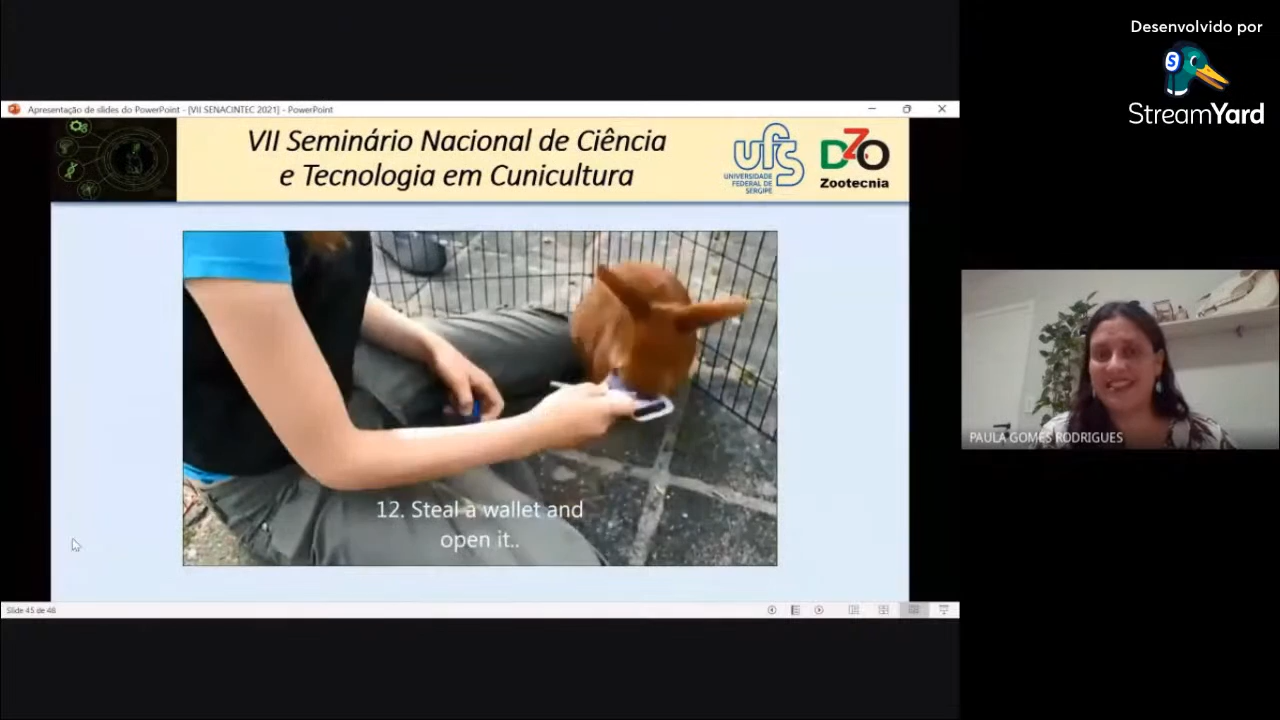 Desenvolvido por
StreamYard
Apresentação de slides do PowerPoint - [VII SENACINTEC 2021] - PowerPoint
VII Seminário Nacional de Ciência
e Tecnologia em Cunicultura
ufs
UNIVERSIDADE
FEDERAL DE
SERGIPE
DZO
Zootecnia
12. Steal a wallet and
open it..
PAULA GOMES RODRIGUES
Slide 45 de 48